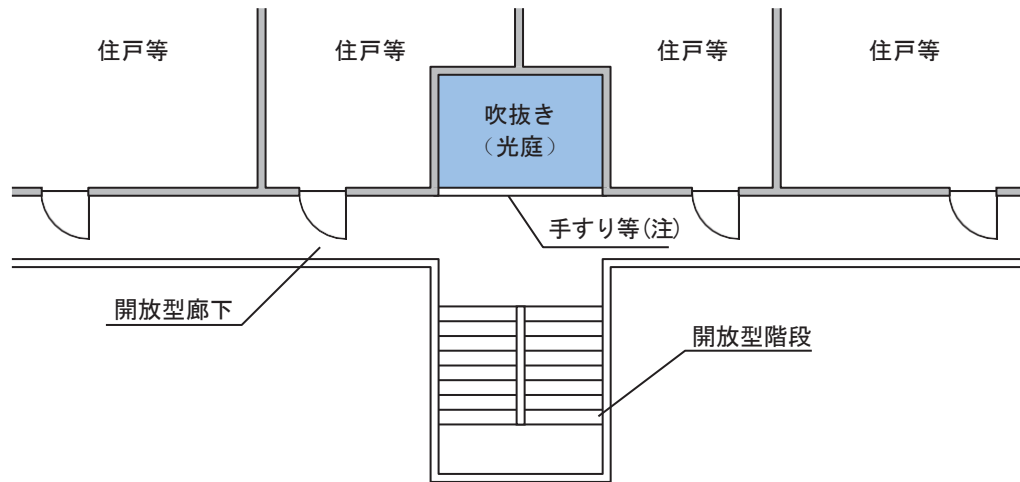 住戸等
住戸等
住戸等
住戸等
吹抜き
（光庭）
手すり等(注)
開放型廊下
開放型階段